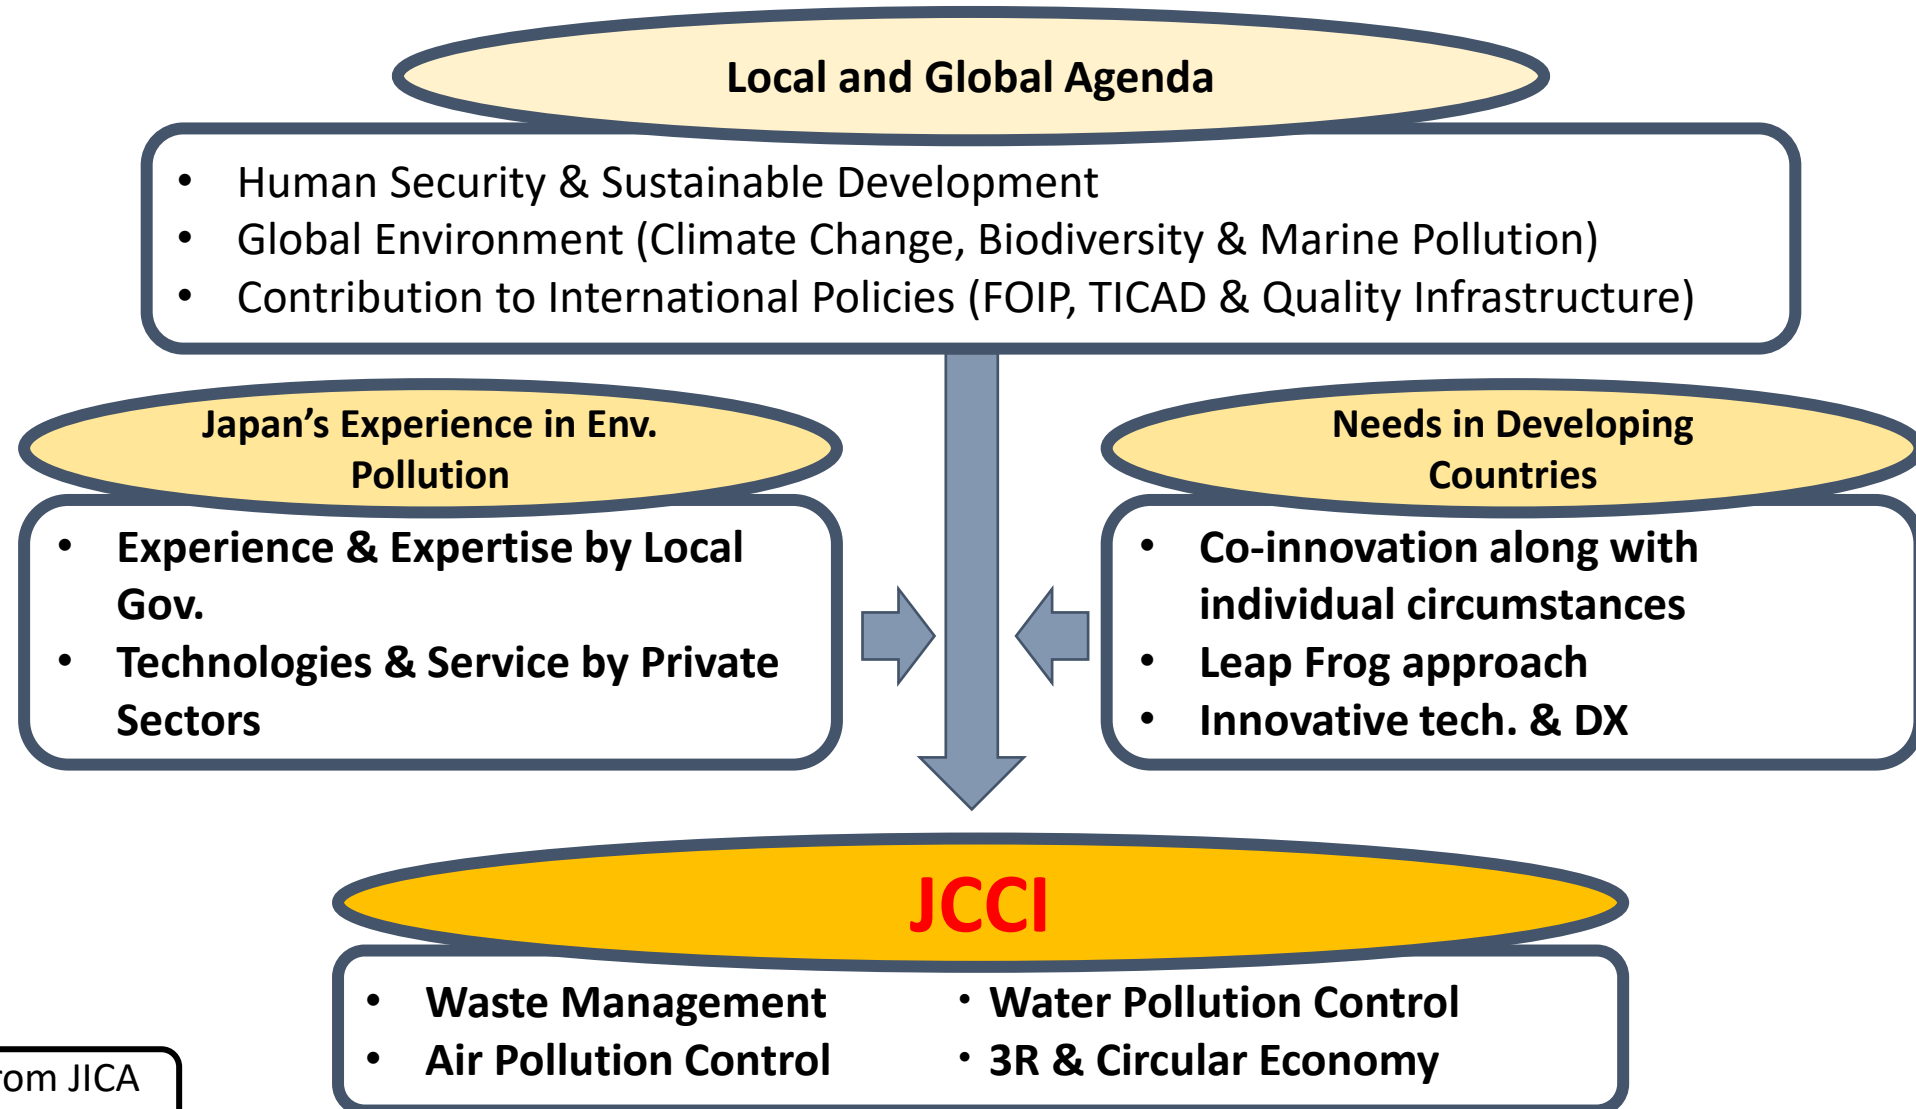 Local and Global Agenda
• Human Security & Sustainable Development
• Global Environment (Climate Change, Biodiversity & Marine Pollution)
• Contribution to International Policies (FOIP, TICAD & Quality Infrastructure)
Japan’s Experience in Env.
Pollution
• Experience & Expertise by Local
Gov.
• Technologies & Service by Private
Sectors
Needs in Developing
Countries
• Co-innovation along with
individual circumstances
• Leap Frog approach
• Innovative tech. & DX
JCCI
• Waste Management
• Air Pollution Control
・Water Pollution Control
・3R & Circular Economy
JICA